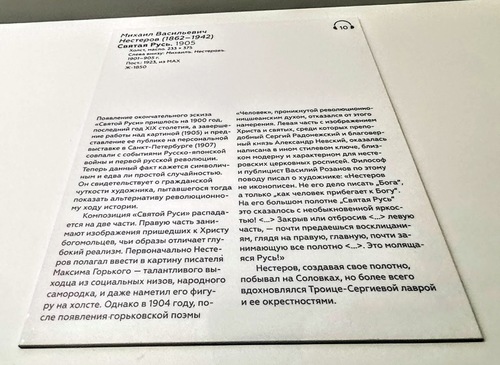 Михаил Васильевич
Нестеров (1862–1942)
Святая Русь. 1905
Холст, масло. 233 × 375
Слева внизу: Михаилъ Нестеровъ.
1901–905 г.
Пост.: 1923, из МАХ
Ж-1850
10
Появление окончательного эскиза
«Святой Руси» пришлось на 1900 год,
последний год XIX столетия, а заверше-
ние работы над картиной (1905) и пред-
ставление ее публике на персональной
выставке в Санкт-Петербурге (1907)
совпали с событиями Русско-японской
войны и первой русской революции.
Теперь данный факт кажется символич-
ным и едва ли простой случайностью.
Он свидетельствует о гражданской
чуткости художника, пытавшегося тогда
показать альтернативу революционно-
му ходу истории.
Композиция «Святой Руси» распада-
ется на две части. Правую часть зани-
мают изображения пришедших к Христу
богомольцев, чьи образы отличает глу-
бокий реализм. Первоначально Несте-
ров полагал ввести в картину писателя
Максима Горького — талантливого вы-
ходца из социальных низов, народного
самородка, и даже наметил его фигу-
ру на холсте. Однако в 1904 году, по-
сле появления горьковской поэмы
«Человек», проникнутой революционно-
ницшеанским духом, отказался от этого
намерения. Левая часть с изображением
Христа и святых, среди которых препо-
добный Сергий Радонежский и благовер-
ный князь Александр Невский, оказалась
написана в ином стилевом ключе, близ-
ком модерну и характерном для несте-
ровских церковных росписей. Философ
и публицист Василий Розанов по этому
поводу писал о художнике: «Нестеров
не иконописен. Не его дело писать „Бога“,
а только „как человек прибегает к Богу“.
На его большом полотне „Святая Русь“
это сказалось с необыкновенной яркос-
тью! <...> Закрыв или отбросив <...> левую
часть, — почти предаешься восклицани-
ям, глядя на правую, главную, почти за-
нимающую все полотно <...>. Это молящая-
яся Русь!»
Нестеров, создавая свое полотно,
побывал на Соловках, но более всего
вдохновлялся Троице-Сергиевой лаврой
и ее окрестностями.